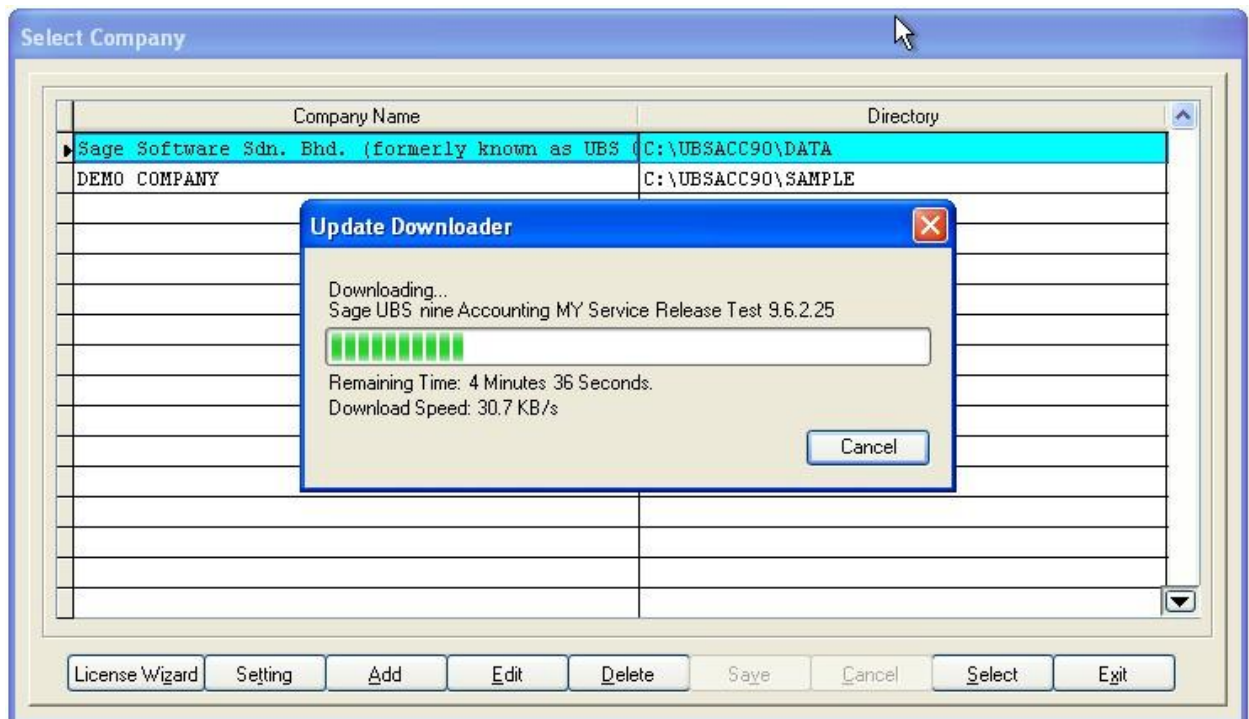 Select Company
Company Name Directory
Sage Software Sdn. Bhd. (formerly known as UBS ( C:\UBSACC90\DATA
DEMO COMPANY C:\UBSACC90\SAMPLE
Update Downloader
Downloading...
Sage UBS nine Accounting MY Service Release Test 9.6.2.25
Remaining Time: 4 Minutes 36 Seconds.
Download Speed: 30.7 KB/s
Cancel
License Wizard Setting Add Edit Delete Save Cancel Select Exit